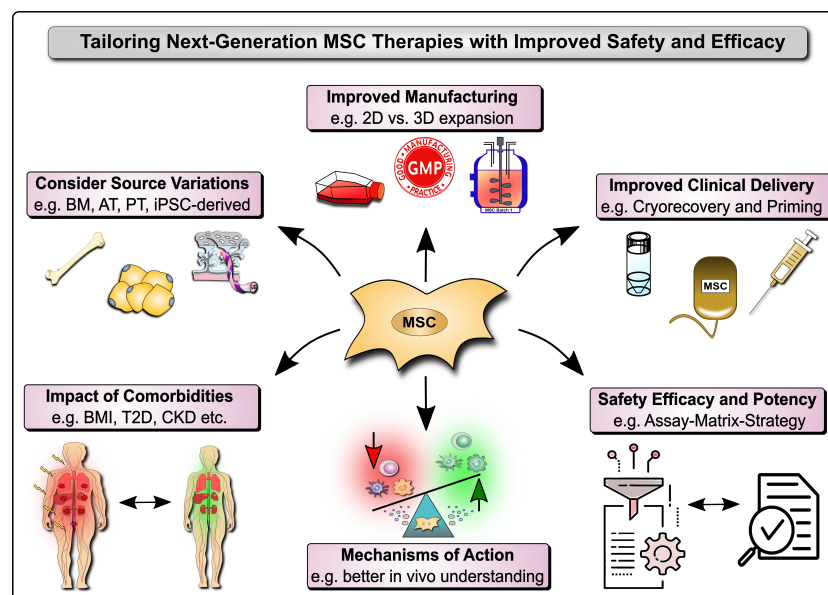 Tailoring Next-Generation MSC Therapies with Improved Safety and Efficacy
Improved Manufacturing
e.g. 2D vs. 3D expansion
GOOD MANUFACTURING PRACTICE
GMP
MSC Batch 1
Consider Source Variations
e.g. BM, AT, PT, iPSC-derived
Improved Clinical Delivery
e.g. Cryorecovery and Priming
MSC
MSC
Impact of Comorbidities
e.g. BMI, T2D, CKD etc.
Safety Efficacy and Potency
e.g. Assay-Matrix-Strategy
Mechanisms of Action
e.g. better in vivo understanding